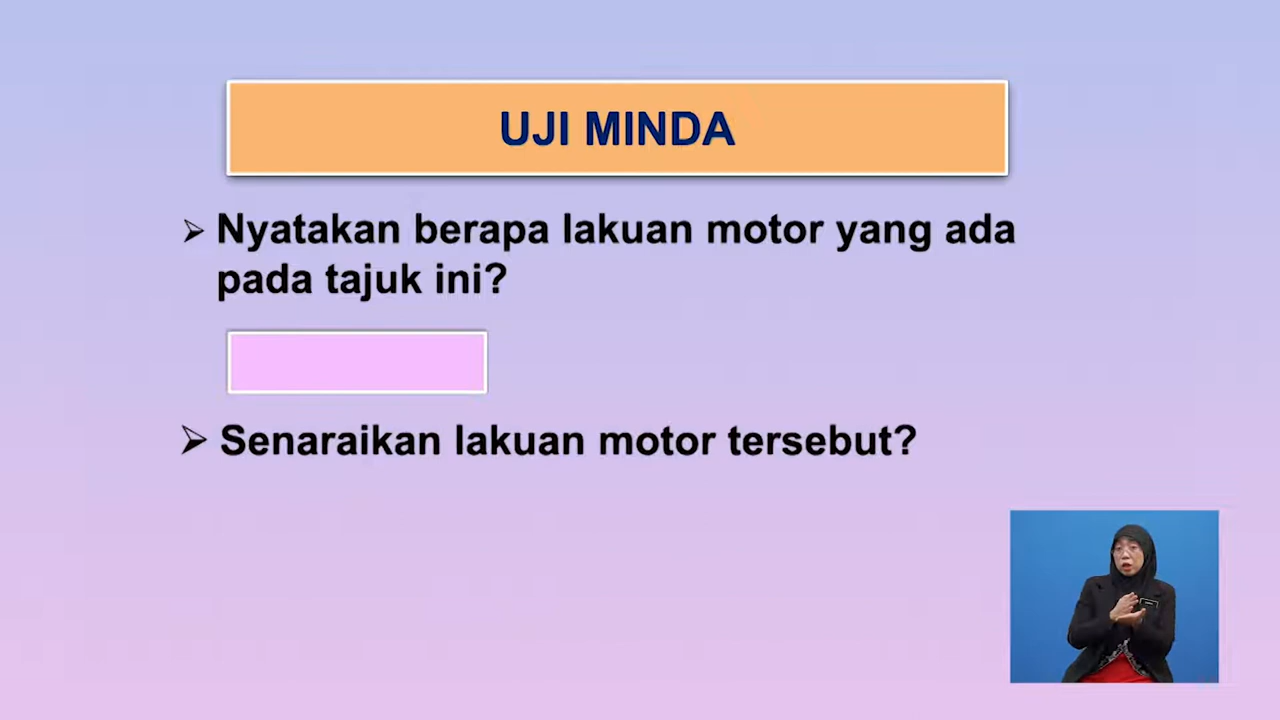 UJI MINDA
➢ Nyatakan berapa lakuan motor yang ada
pada tajuk ini?
➢ Senaraikan lakuan motor tersebut?